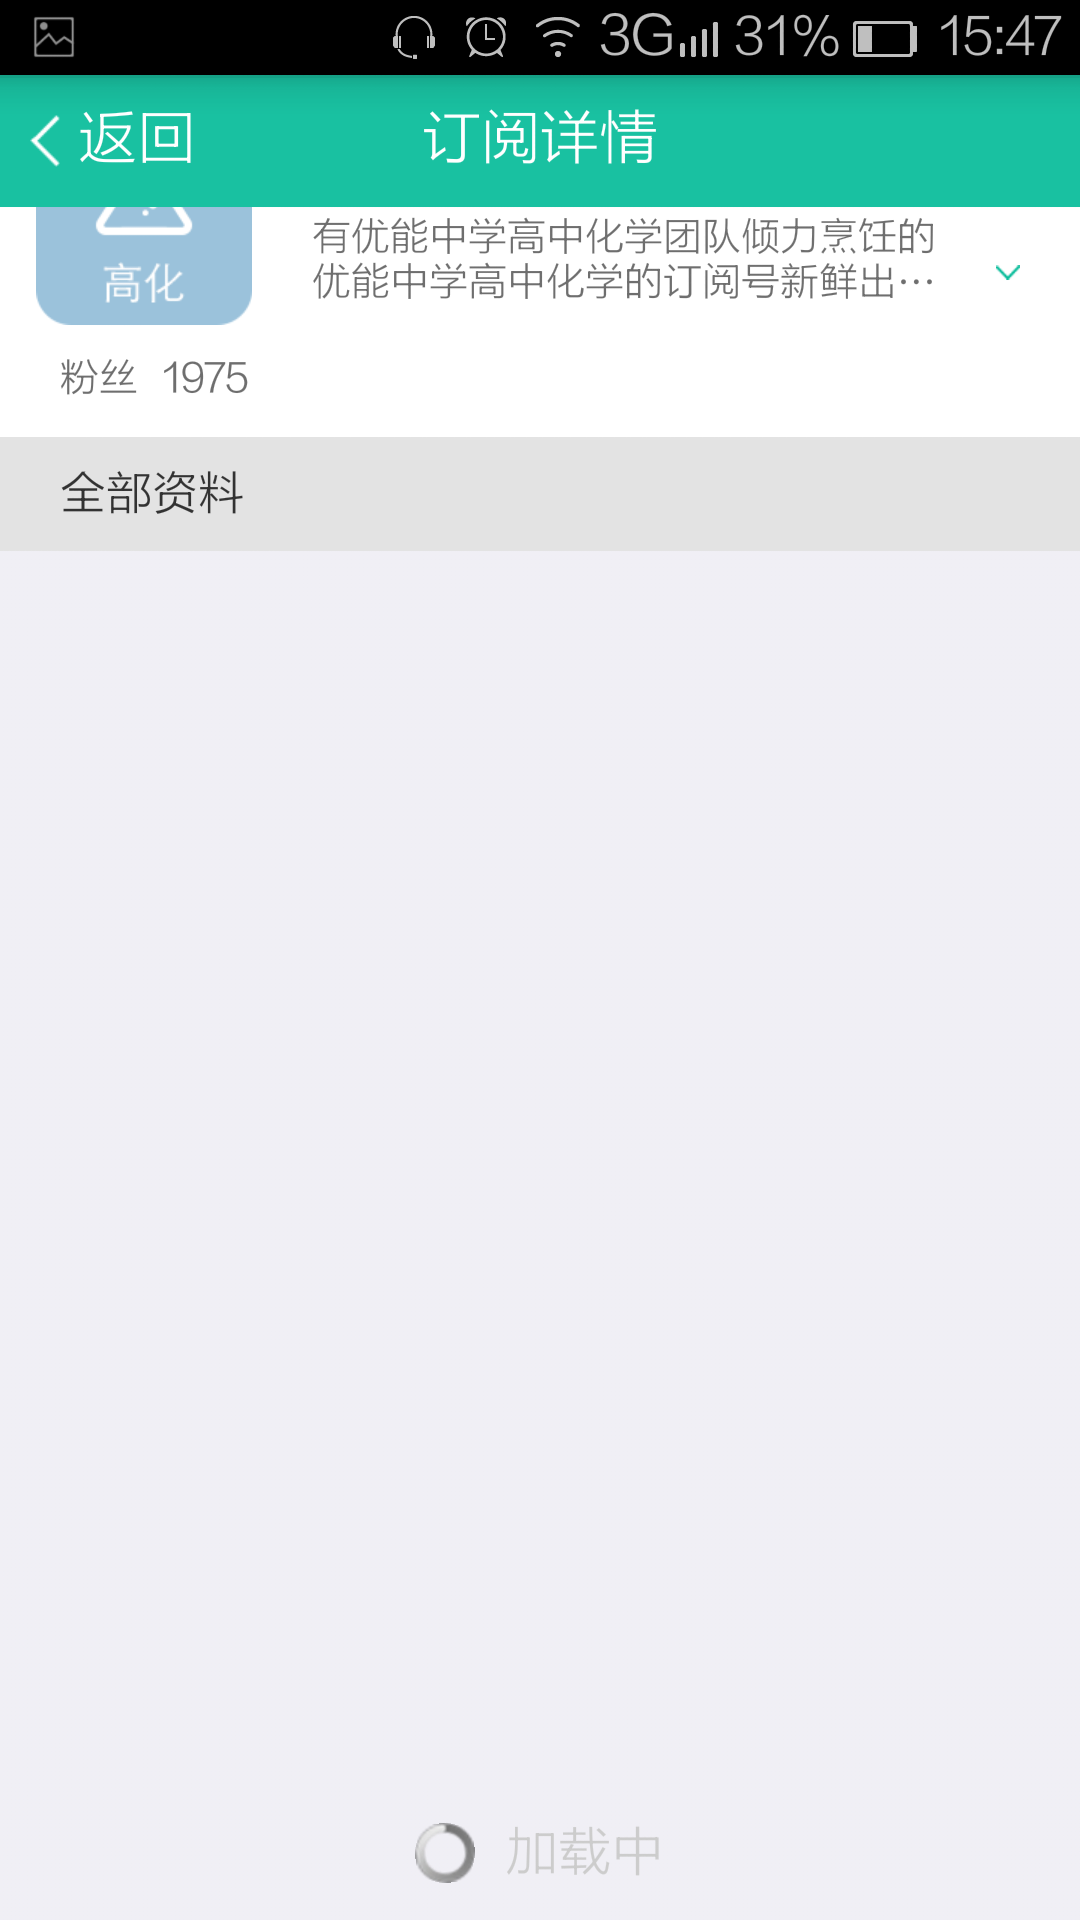 3G 31% 15:47
返回 订阅详情
高化
有优能中学高中化学团队倾力烹饪的
优能中学高中化学的订阅号新鲜出…
粉丝 1975
全部资料
加载中